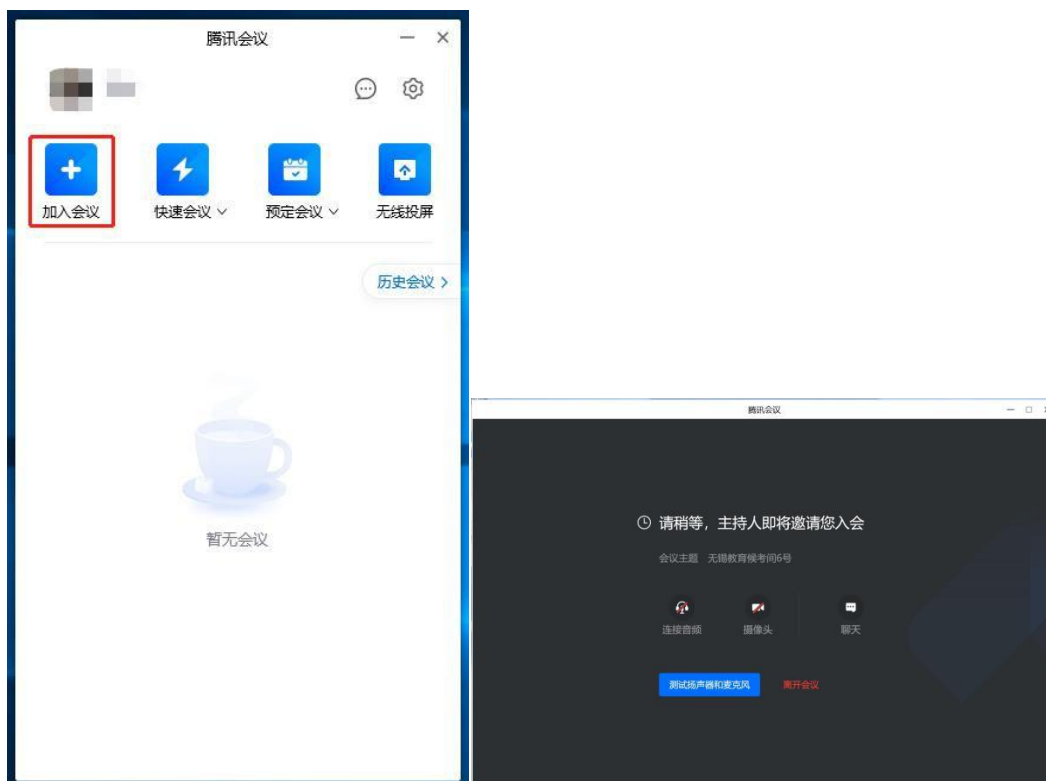 腾讯会议
加入会议
快速会议
预定会议
无线投屏
历史会议
暂无会议
腾讯会议
请稍等，主持人即将邀请您入会
会议主题 无锡教育候考间6号
连接音频
摄像头
聊天
测试扬声器和麦克风
离开会议